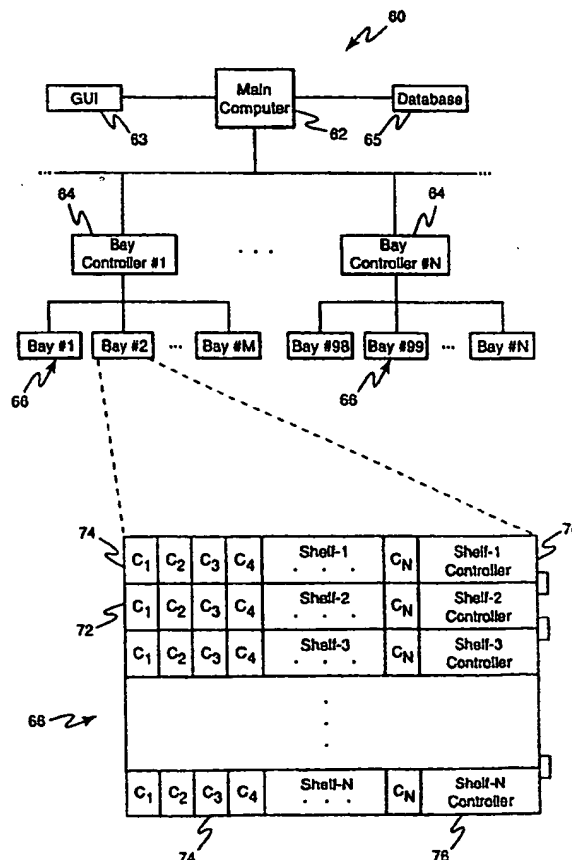 60
GUI
Main
Computer
Database
63
62
65
64
64
Bay
Controller #1
. . .
Bay
Controller #N
Bay #1
Bay #2
...
Bay #M
Bay #98
Bay #99
...
Bay #N
66
66
74
C1 C2 C3 C4 Shelf-1 . . . CN Shelf-1
Controller
72
C1 C2 C3 C4 Shelf-2 . . . CN Shelf-2
Controller
C1 C2 C3 C4 Shelf-3 . . . CN Shelf-3
Controller
68
C1 C2 C3 C4 Shelf-N . . . CN Shelf-N
Controller
74
76